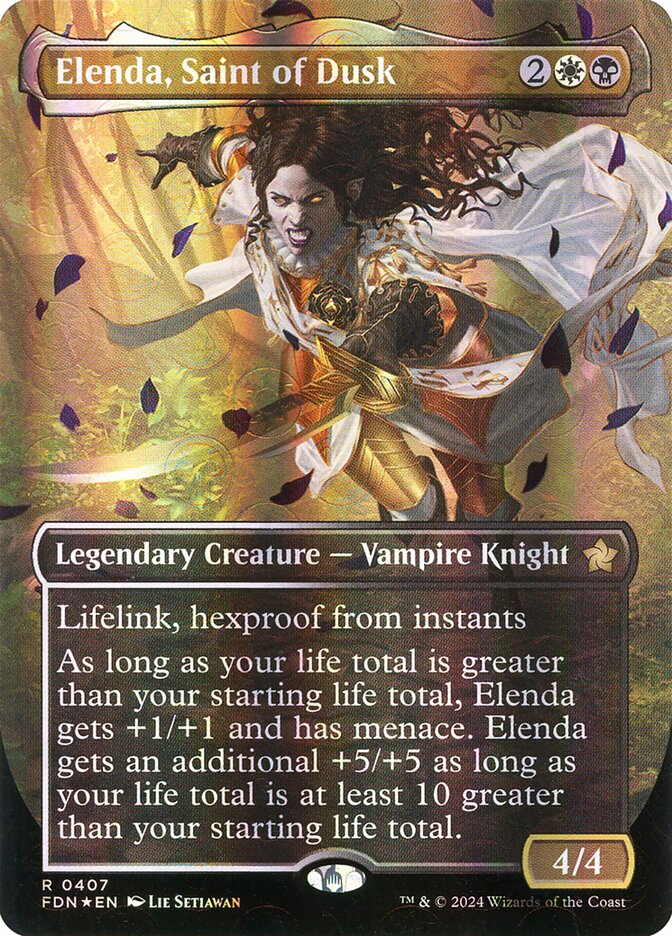 Elenda, Saint of Dusk
2
Legendary Creature — Vampire Knight
Lifelink, hexproof from instants
As long as your life total is greater
than your starting life total, Elenda
gets +1/+1 and has menace. Elenda
gets an additional +5/+5 as long as
your life total is at least 10 greater
than your starting life total.
4/4
R 0407
FDN★EN Lie Setiawan
™ & © 2024 Wizards of the Coast